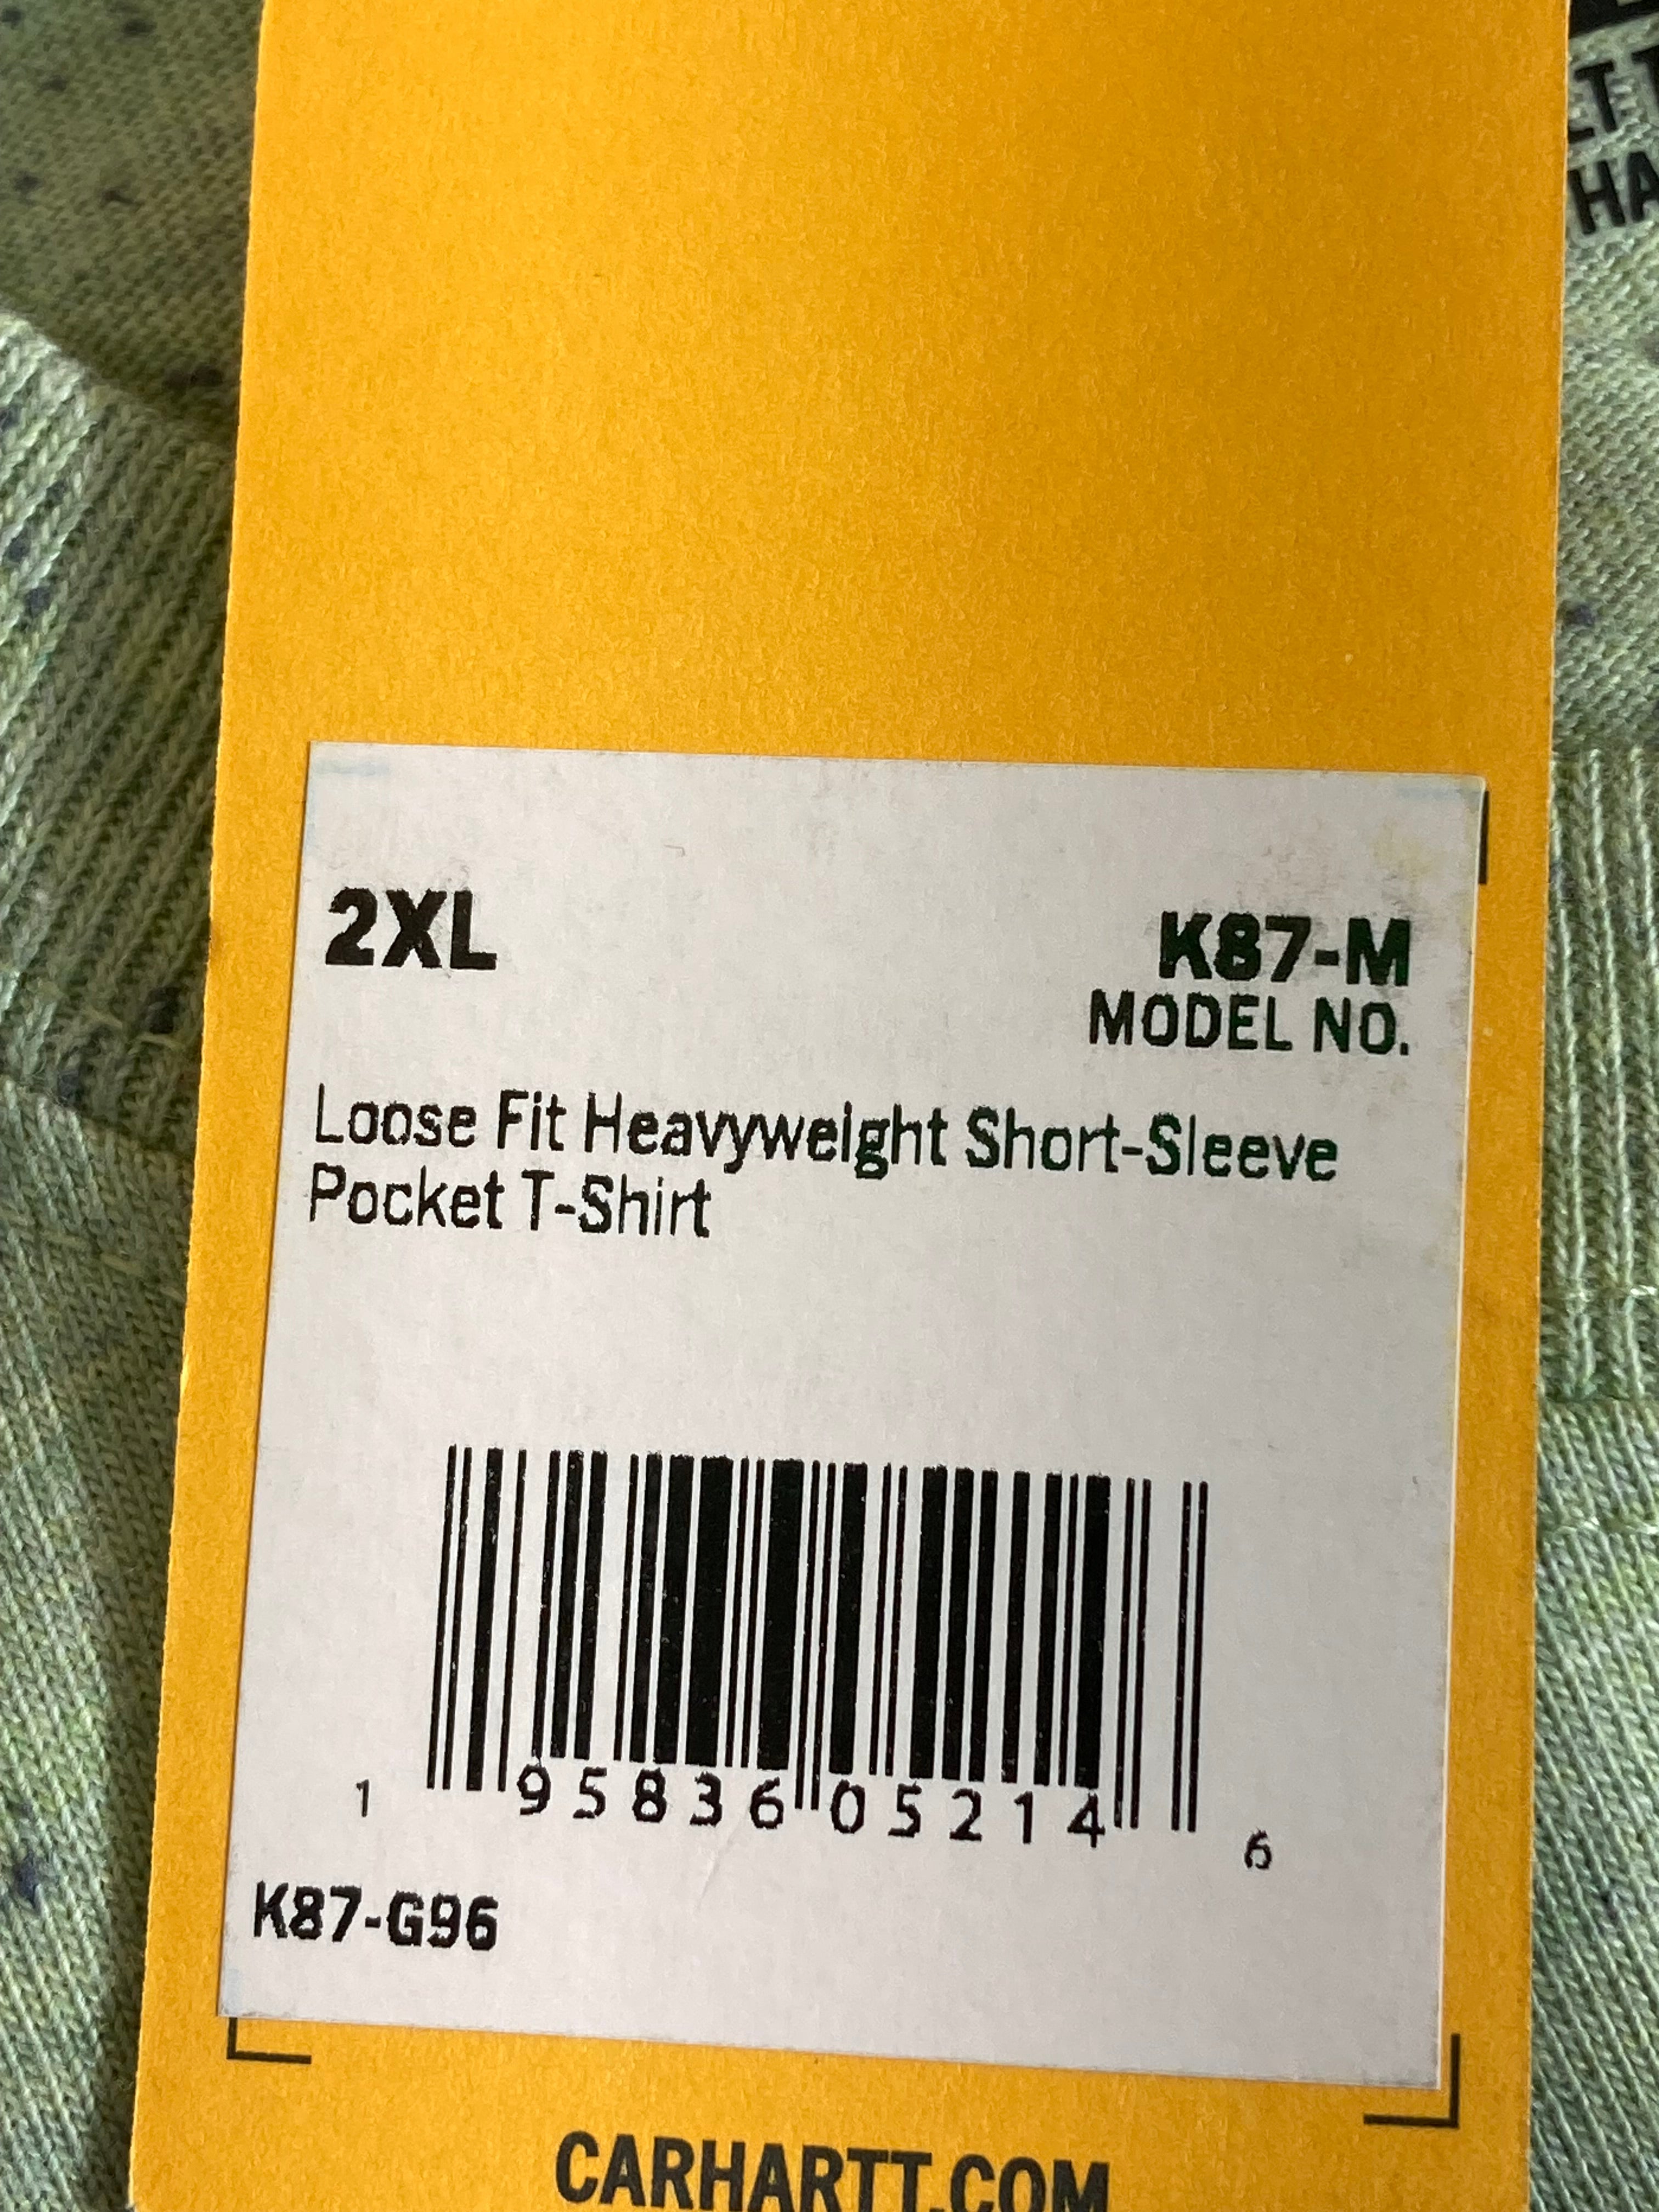 2XL
K87-M
MODEL NO.
Loose Fit Heavyweight Short-Sleeve
Pocket T-Shirt
1 95836 05214 6
K87-G96
CARHARTT.COM